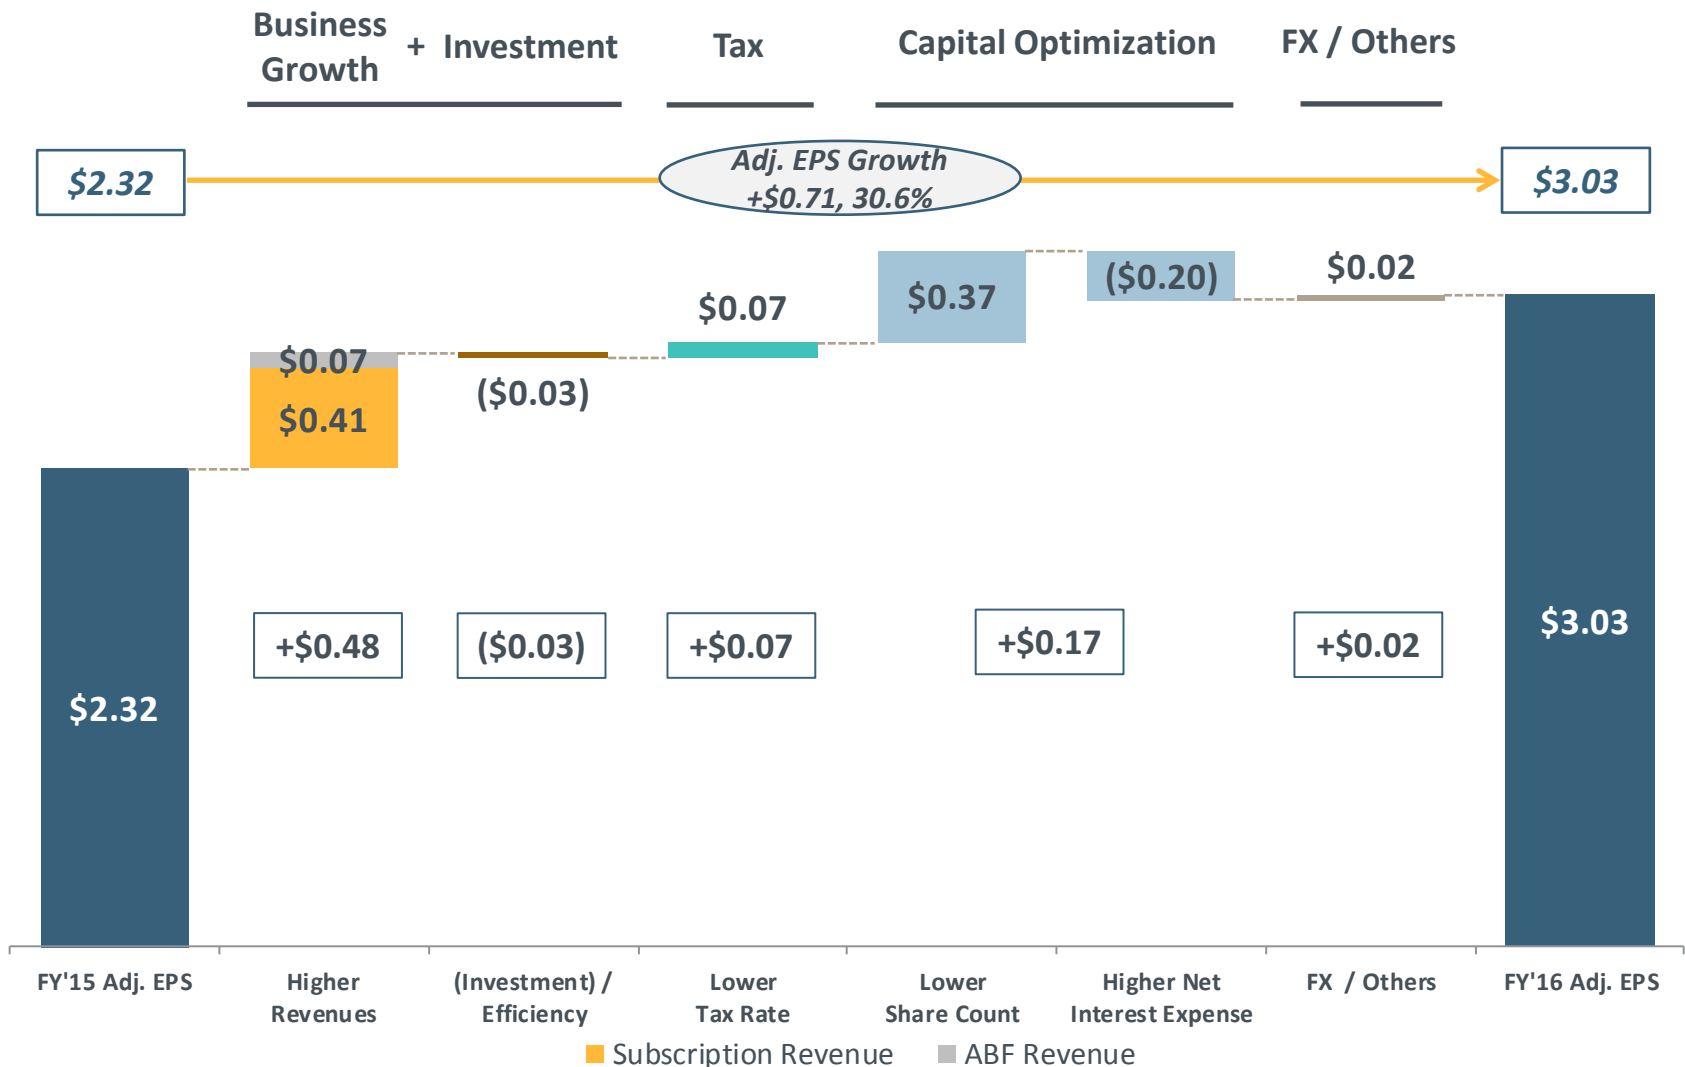 Business
Growth
+ Investment
Tax
Capital Optimization
FX / Others
$2.32
Adj. EPS Growth
+$0.71, 30.6%
$3.03
$0.07
$0.41
($0.03)
$0.07
$0.37
($0.20)
$0.02
+$0.48
($0.03)
+$0.07
+$0.17
+$0.02
$2.32
$3.03
FY'15 Adj. EPS
Higher
Revenues
(Investment) /
Efficiency
Lower
Tax Rate
Lower
Share Count
Higher Net
Interest Expense
FX / Others
FY'16 Adj. EPS
Subscription Revenue
ABF Revenue